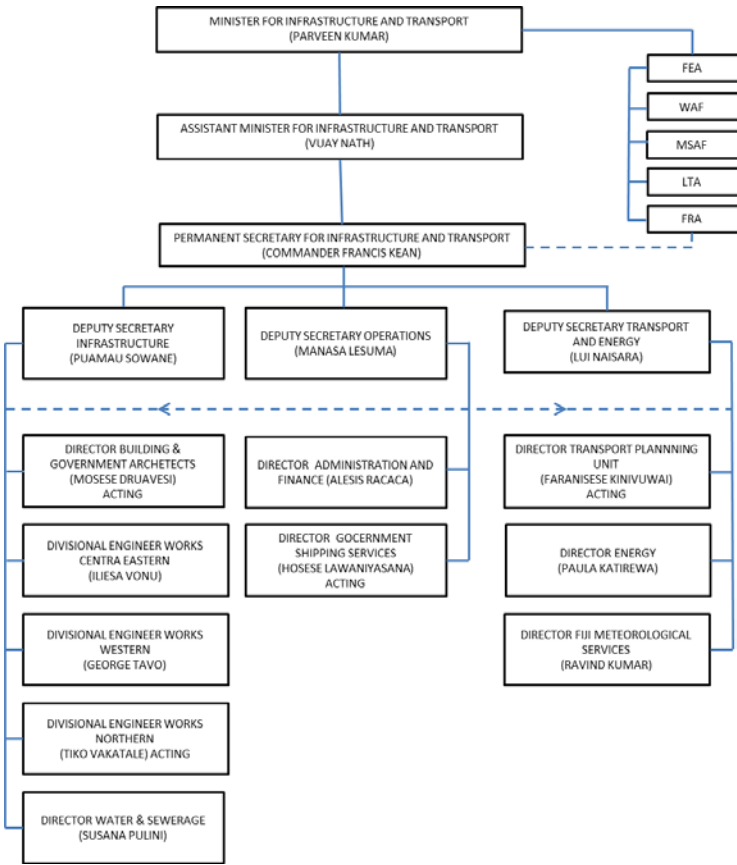 MINISTER FOR INFRASTRUCTURE AND TRANSPORT
(PARVEEN KUMAR)
FEA
WAF
MSAF
LTA
FRA
ASSISTANT MINISTER FOR INFRASTRUCTURE AND TRANSPORT
(VIJAY NATH)
PERMANENT SECRETARY FOR INFRASTRUCTURE AND TRANSPORT
(COMMANDER FRANCIS KEAN)
DEPUTY SECRETARY
INFRASTRUCTURE
(PUAMAU SOWANE)
DEPUTY SECRETARY OPERATIONS
(MANASA LESUMA)
DEPUTY SECRETARY TRANSPORT
AND ENERGY
(LUI NAISARA)
DIRECTOR BUILDING &
GOVERNMENT ARCHETECTS
(MOSESE DRUAVESI)
ACTING
DIVISIONAL ENGINEER WORKS
CENTRA EASTERN
(ILIESA VONU)
DIVISIONAL ENGINEER WORKS
WESTERN
(GEORGE TAVO)
DIVISIONAL ENGINEER WORKS
NORTHERN
(TIKO VAKATALE) ACTING
DIRECTOR WATER & SEWERAGE
(SUSANA PULINI)
DIRECTOR ADMINISTRATION AND
FINANCE (ALESIS RACACA)
DIRECTOR GOCERNMENT
SHIPPING SERVICES
(HOSESE LAWANIYASANA)
ACTING
DIRECTOR TRANSPORT PLANNNING
UNIT
(FARANISESE KINIVUWAI)
ACTING
DIRECTOR ENERGY
(PAULA KATIREWA)
DIRECTOR FIJI METEOROLOGICAL
SERVICES
(RAVIND KUMAR)